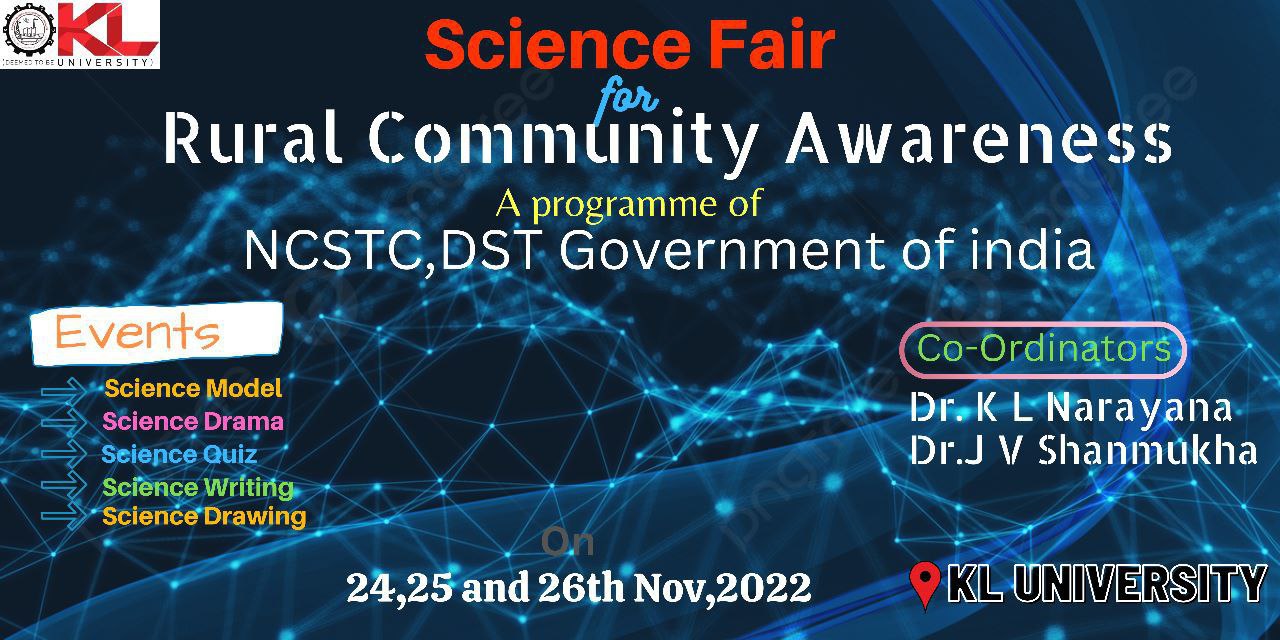 KL
(DEEMED TO BE UNIVERSITY)
Science Fair
for
Rural Community Awareness
A programme of
NCSTC,DST Government of india
Events
Science Model
Science Drama
Science Quiz
Science Writing
Science Drawing
Co-Ordinators
Dr. K L Narayana
Dr.J V Shanmukha
On
24,25 and 26th Nov,2022
KL UNIVERSITY
pngtree